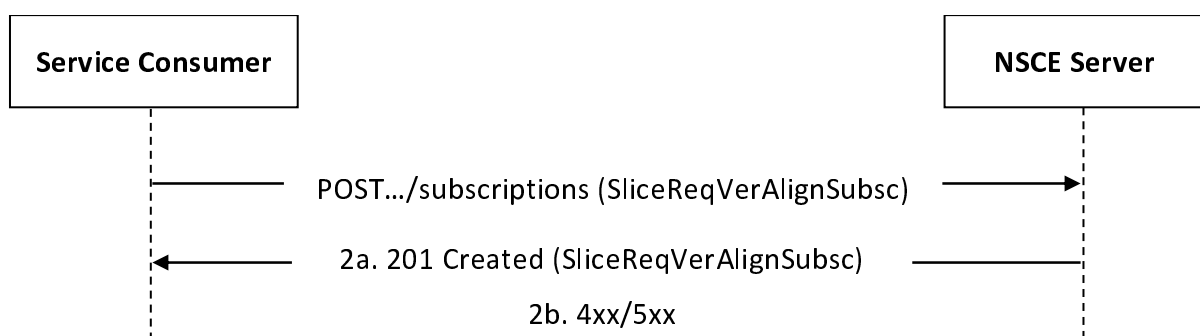 Service Consumer
NSCE Server
POST…/subscriptions (SliceReqVerAlignSubsc)
2a. 201 Created (SliceReqVerAlignSubsc)
2b. 4xx/5xx